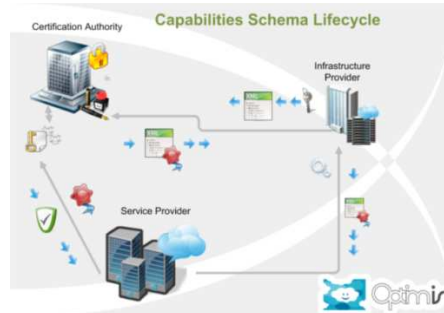 Capabilities Schema Lifecycle
Certification Authority
Infrastructure
Provider
XML
XML
Service Provider
XML